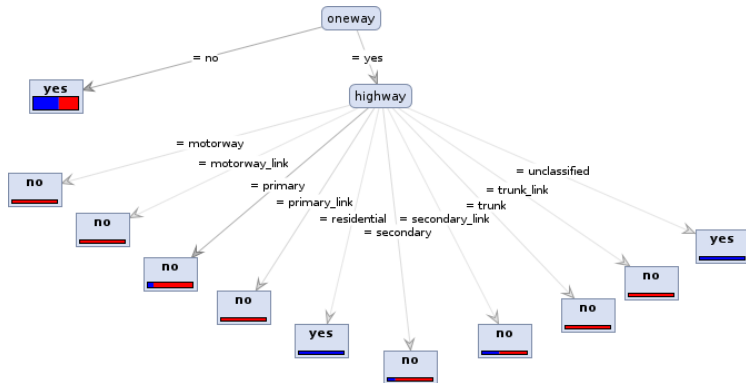 oneway
= no
= yes
yes
highway
= motorway
= motorway_link
= primary
= primary_link
= residential
= secondary
= secondary_link
= trunk
= trunk_link
= unclassified
no
no
no
no
yes
no
no
no
no
yes